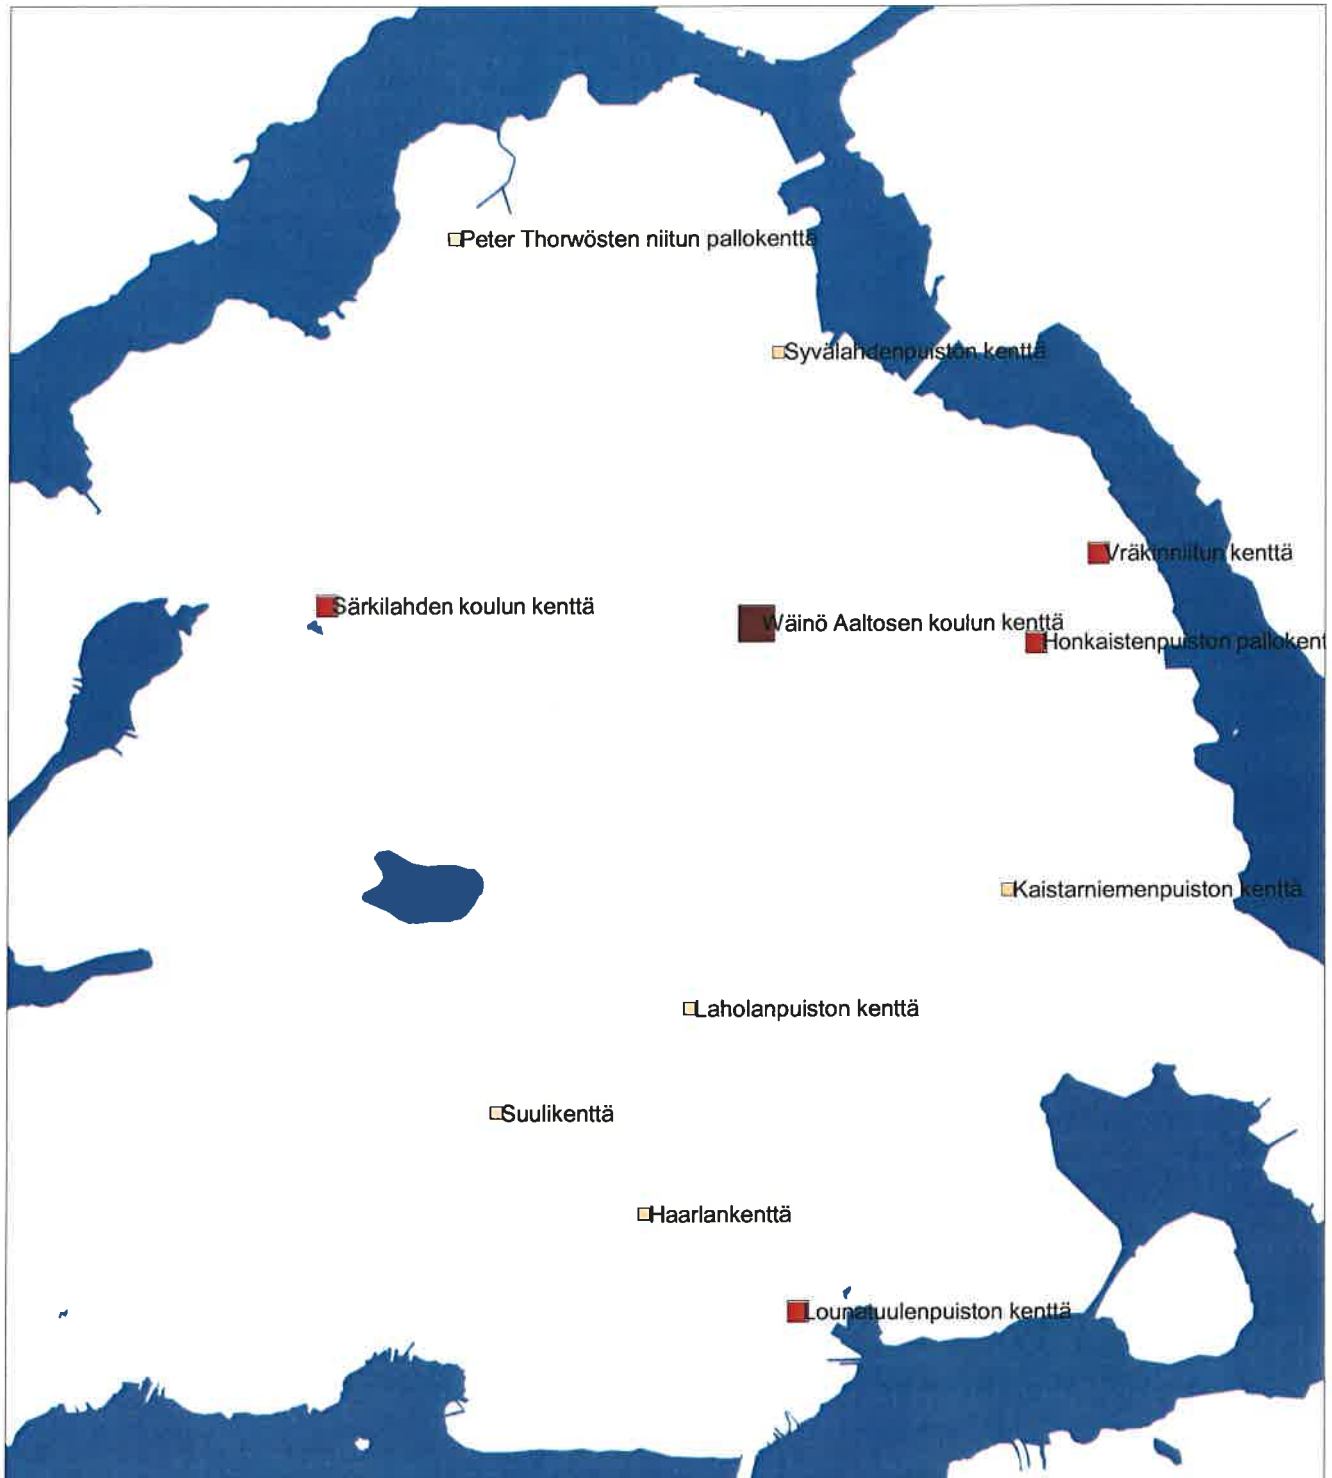 Peter Thorwösten niitun pallokenttä
Syvälahdenpuiston kenttä
Vräkinniitun kenttä
Särkilahden koulun kenttä
Wäinö Aaltosen koulun kenttä
Honkaistenpuiston pallokent
Kaistarniemenpuiston kenttä
Laholanpuiston kenttä
Suulikenttä
Haarlankenttä
Lounatuulenpuiston kenttä